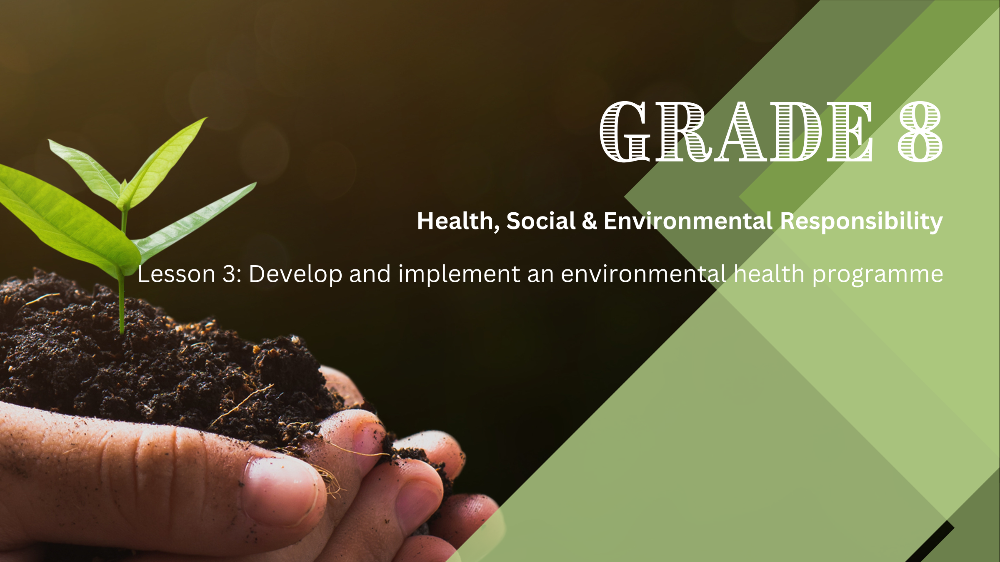 GRADE 8
Health, Social & Environmental Responsibility
Lesson 3: Develop and implement an environmental health programme